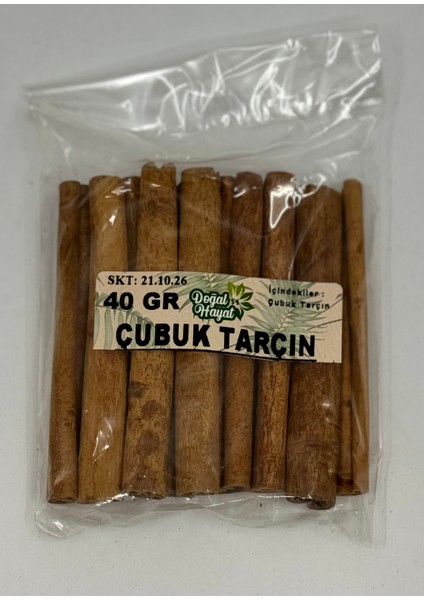 SKT: 21.10.26
40 GR
Doğal
Hayat
İçindekiler :
Çubuk Tarçın
ÇUBUK TARÇIN